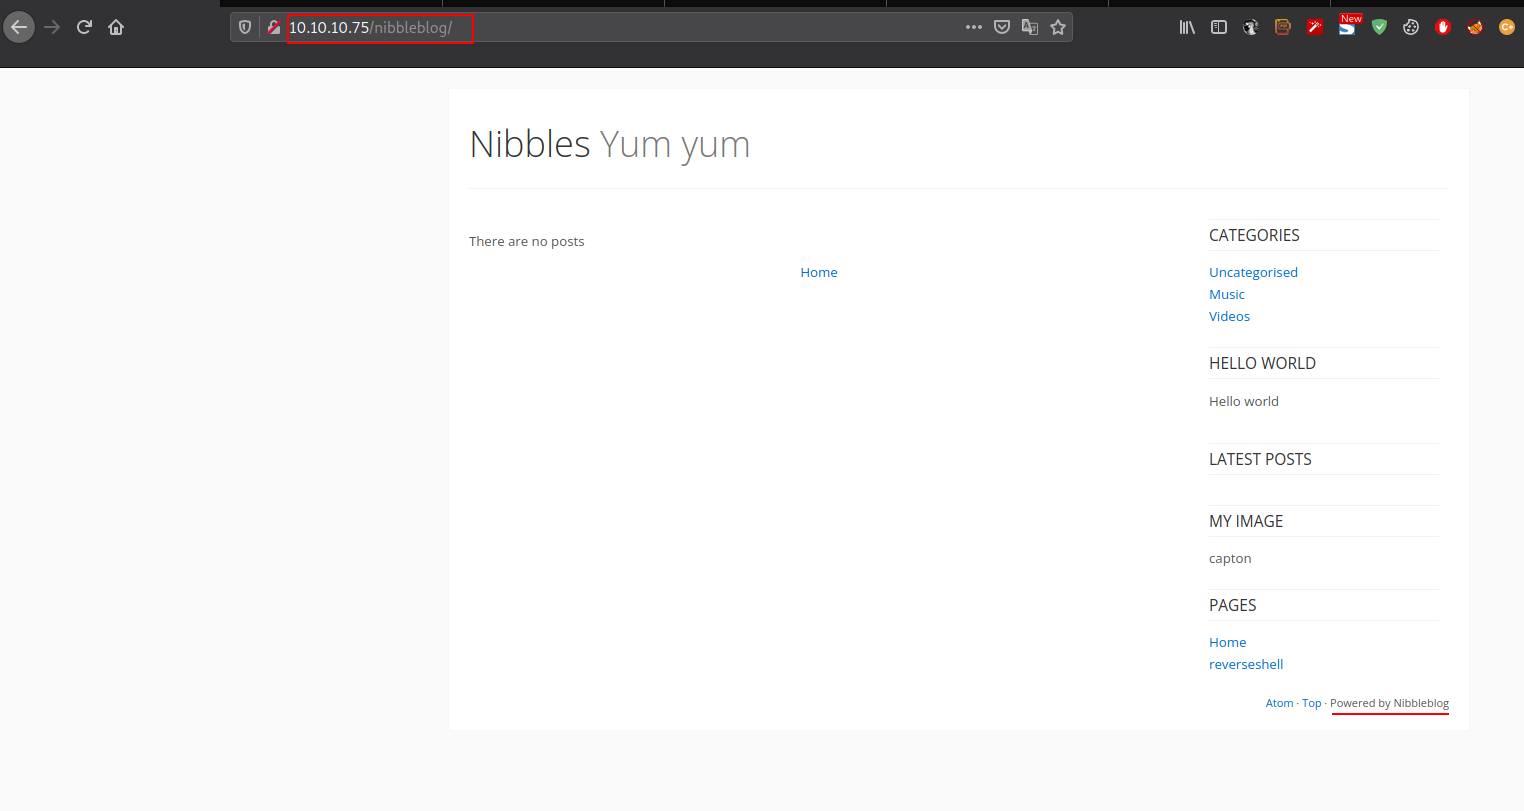 10.10.10.75/nibbleblog/
New
Nibbles Yum yum
There are no posts
Home
CATEGORIES
Uncategorised
Music
Videos
HELLO WORLD
Hello world
LATEST POSTS
MY IMAGE
capton
PAGES
Home
reverseshell
Atom · Top · Powered by Nibbleblog